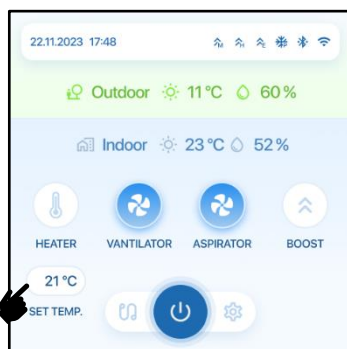 22.11.2023 17:48
Outdoor 11 °C 60 %
Indoor 23 °C 52 %
HEATER VANTILATOR ASPIRATOR BOOST
21 °C
SET TEMP.